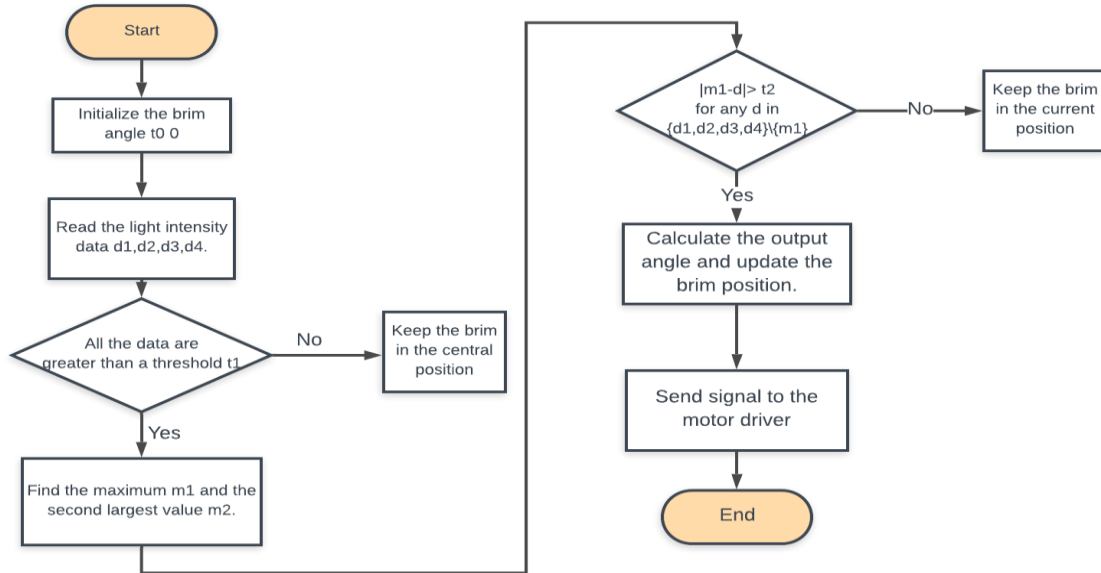 Start
Initialize the brim
angle t0 0
Read the light intensity
data d1,d2,d3,d4.
All the data are
greater than a threshold t1
No
Keep the brim
in the central
position
Yes
Find the maximum m1 and the
second largest value m2.
|m1-d|> t2
for any d in
{d1,d2,d3,d4}\{m1}
No
Keep the brim
in the current
position
Yes
Calculate the output
angle and update the
brim position.
Send signal to the
motor driver
End